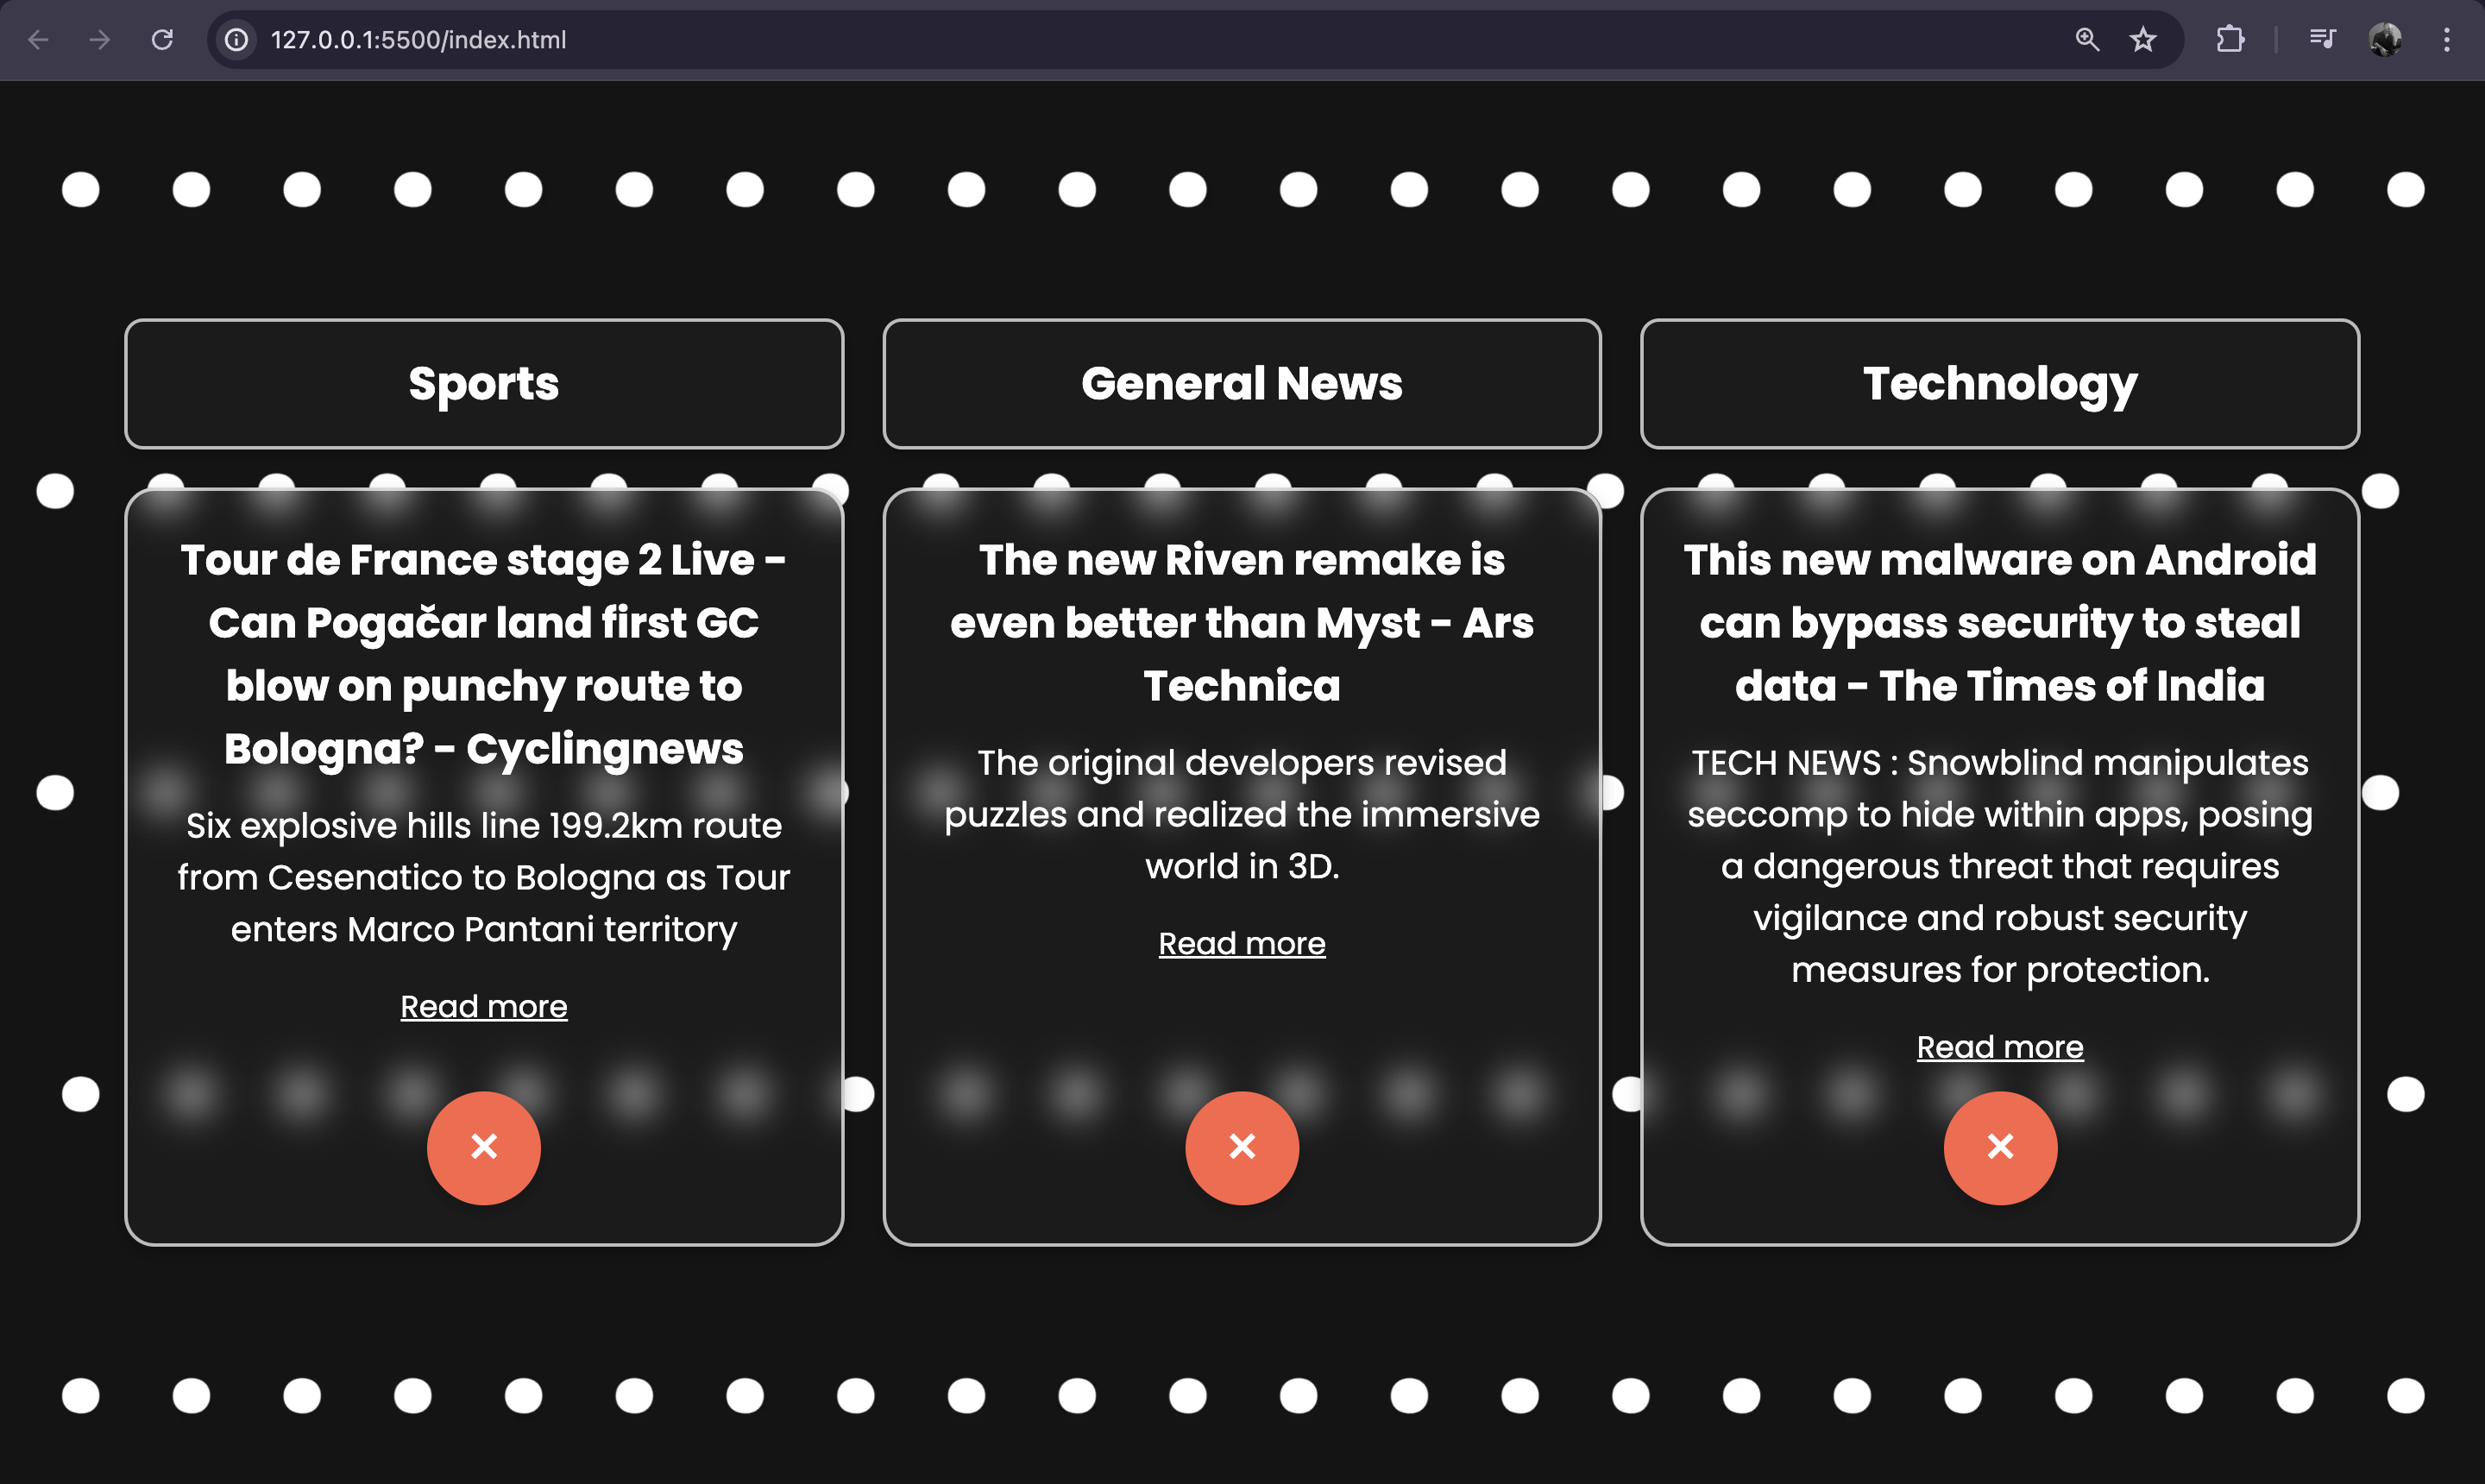 127.0.0.1:5500/index.html
Sports
General News
Technology
Tour de France stage 2 Live -
Can Pogačar land first GC
blow on punchy route to
Bologna? - Cyclingnews
Six explosive hills line 199.2km route
from Cesenatico to Bologna as Tour
enters Marco Pantani territory
Read more
The new Riven remake is
even better than Myst - Ars
Technica
The original developers revised
puzzles and realized the immersive
world in 3D.
Read more
This new malware on Android
can bypass security to steal
data - The Times of India
TECH NEWS : Snowblind manipulates
seccomp to hide within apps, posing
a dangerous threat that requires
vigilance and robust security
measures for protection.
Read more